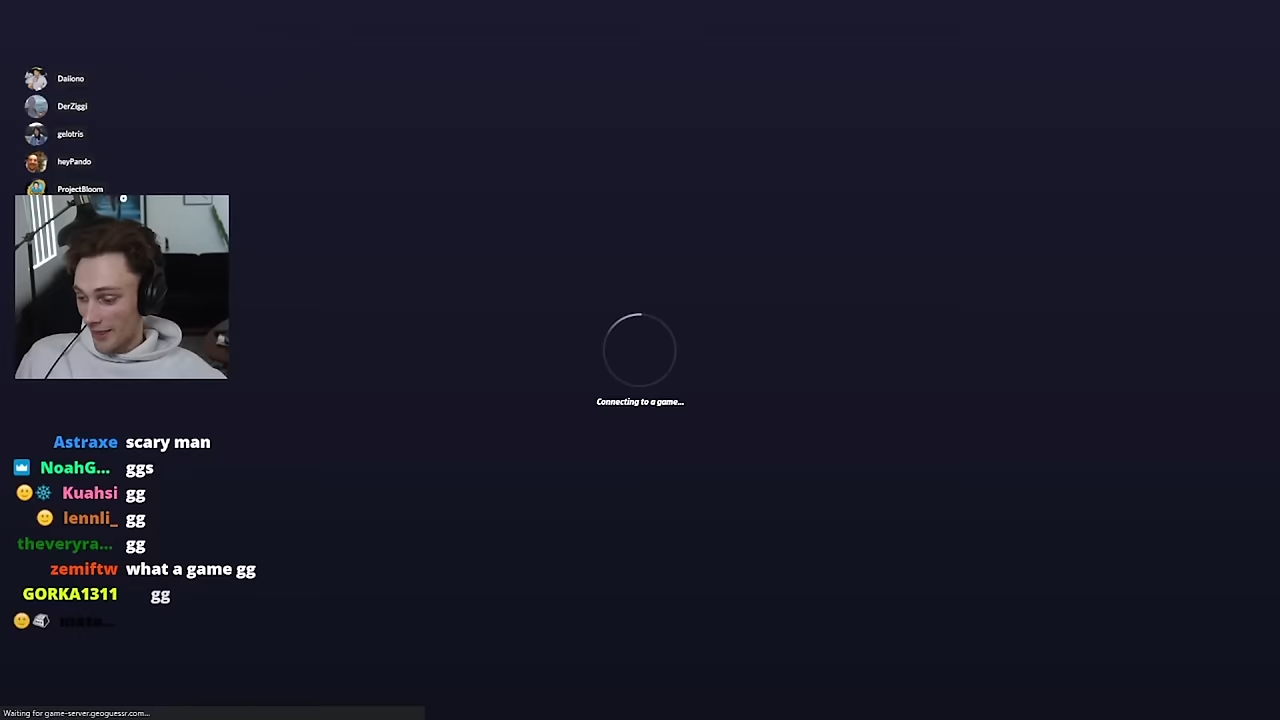 Daiiono
DerZiggi
gelotris
heyPando
ProjectBloom
Connecting to a game...
Astraxe scary man
NoahG... ggs
Kuahsi gg
lennli_ gg
theveryra... gg
zemiftw what a game gg
GORKA1311 gg
Waiting for game-server.geoguessr.com...